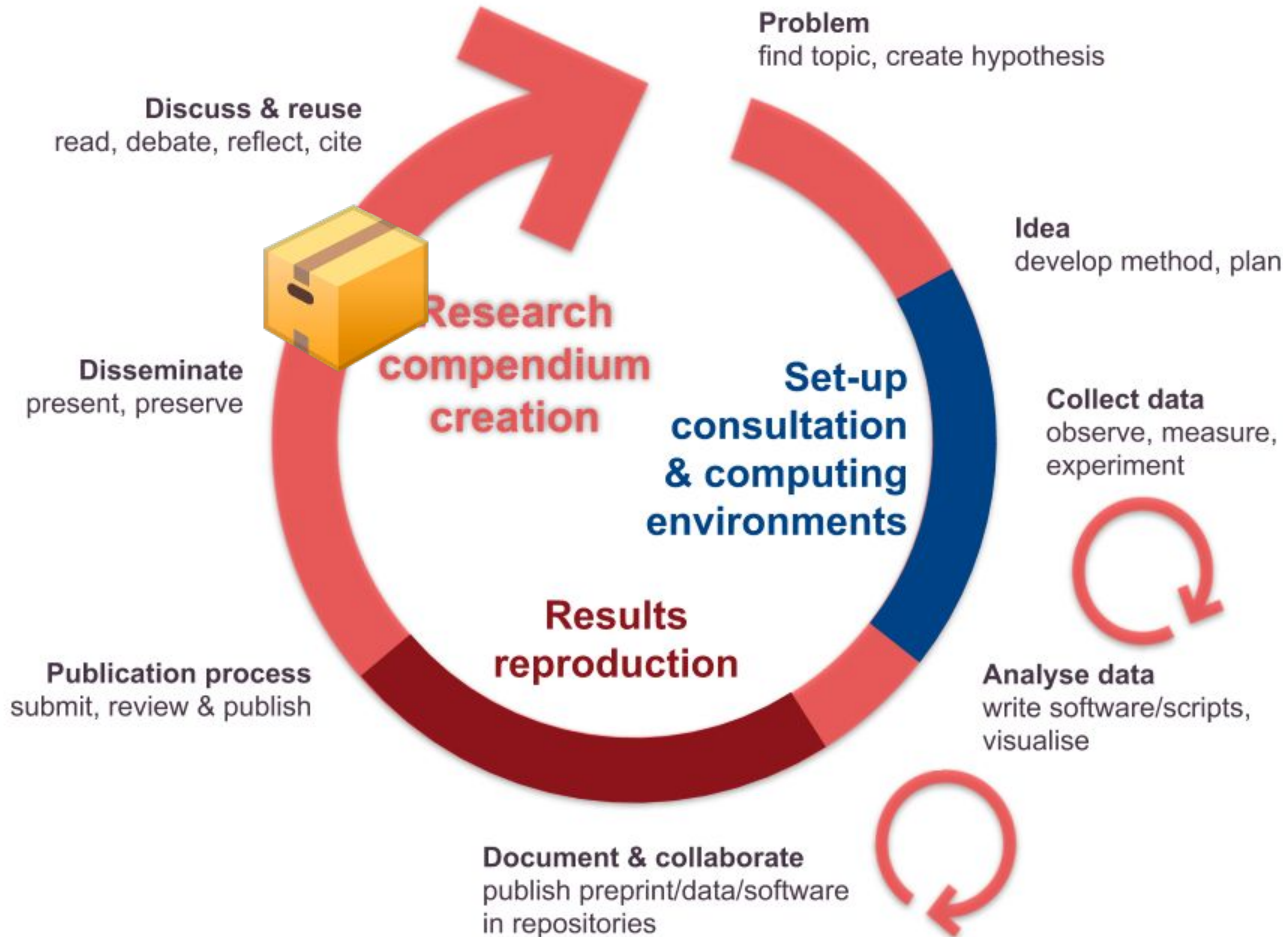 Problem
find topic, create hypothesis
Discuss & reuse
read, debate, reflect, cite
Idea
develop method, plan
Research
compendium
creation
Set-up
consultation
& computing
environments
Disseminate
present, preserve
Collect data
observe, measure,
experiment
Results
reproduction
Publication process
submit, review & publish
Analyse data
write software/scripts,
visualise
Document & collaborate
publish preprint/data/software
in repositories